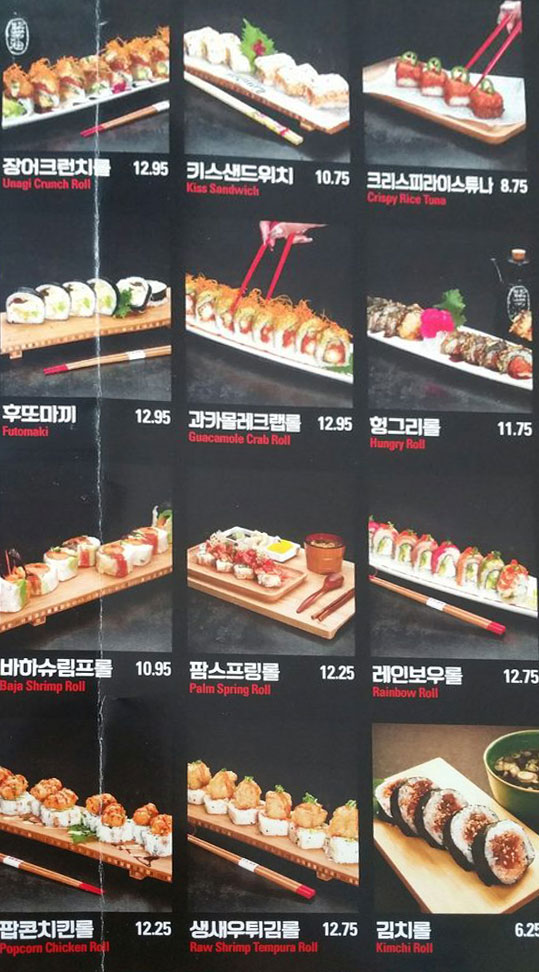 장어크런치롤 12.95
Unagi Crunch Roll
키스샌드위치 10.75
Kiss Sandwich
크리스피라이스튜나 8.75
Crispy Rice Tuna
후또마끼 12.95
Futomaki
과카몰레크랩롤 12.95
Guacamole Crab Roll
헝그리롤 11.75
Hungry Roll
바하슈림프롤 10.95
Baja Shrimp Roll
팜스프링롤 12.25
Palm Spring Roll
레인보우롤 12.75
Rainbow Roll
팝콘치킨롤 12.25
Popcorn Chicken Roll
생새우튀김롤 12.75
Raw Shrimp Tempura Roll
김치롤 6.25
Kimchi Roll